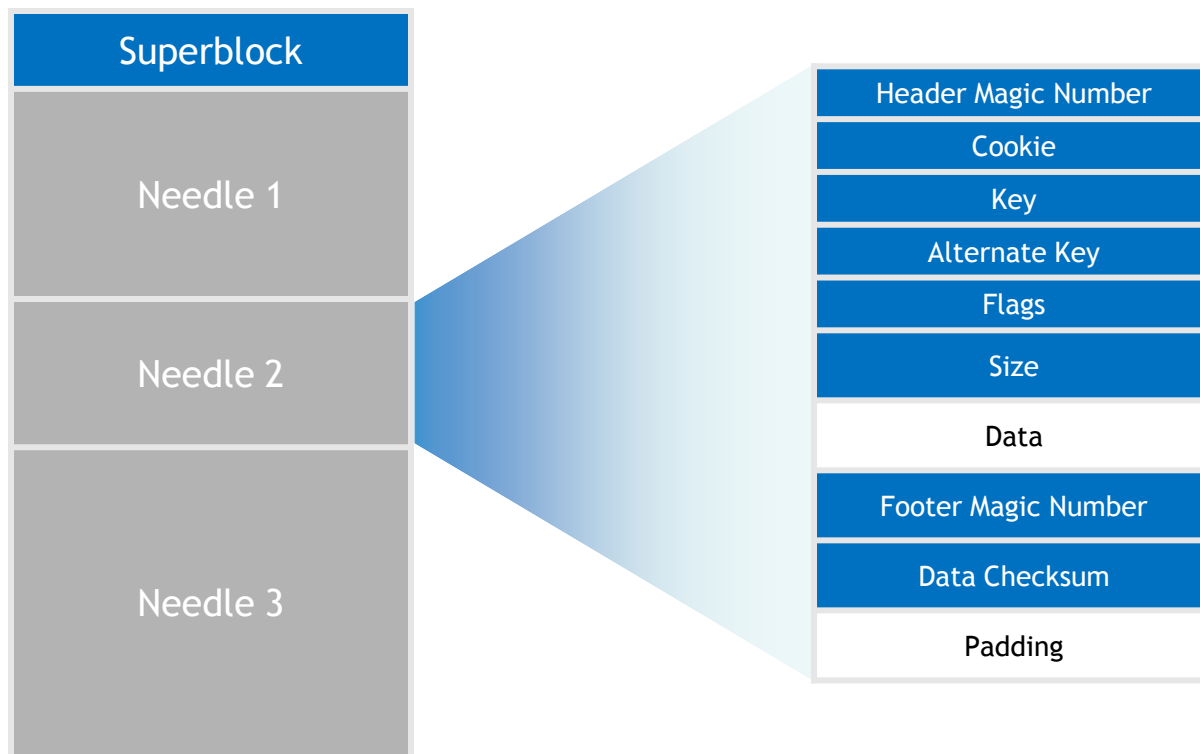 Superblock
Needle 1
Needle 2
Needle 3
Header Magic Number
Cookie
Key
Alternate Key
Flags
Size
Data
Footer Magic Number
Data Checksum
Padding